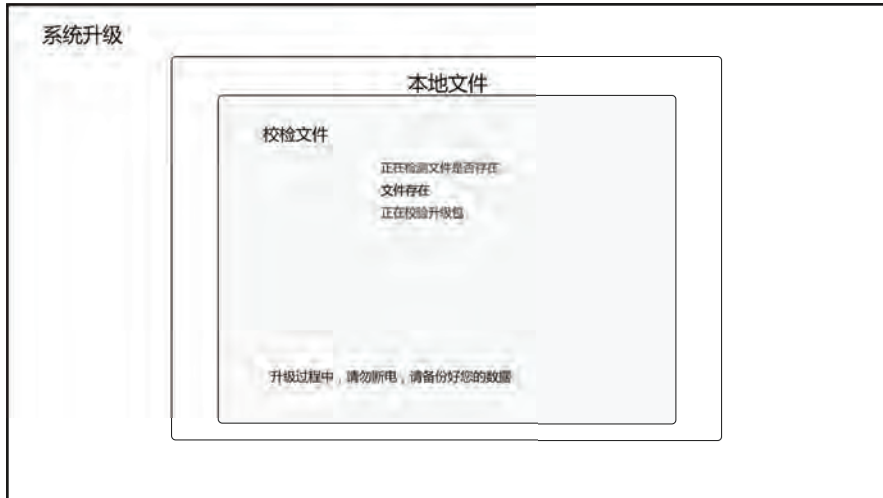 系统升级
本地文件
校检文件
正在检测文件是否存在
文件存在
正在校验升级包
升级过程中，请勿断电，请备份好您的数据